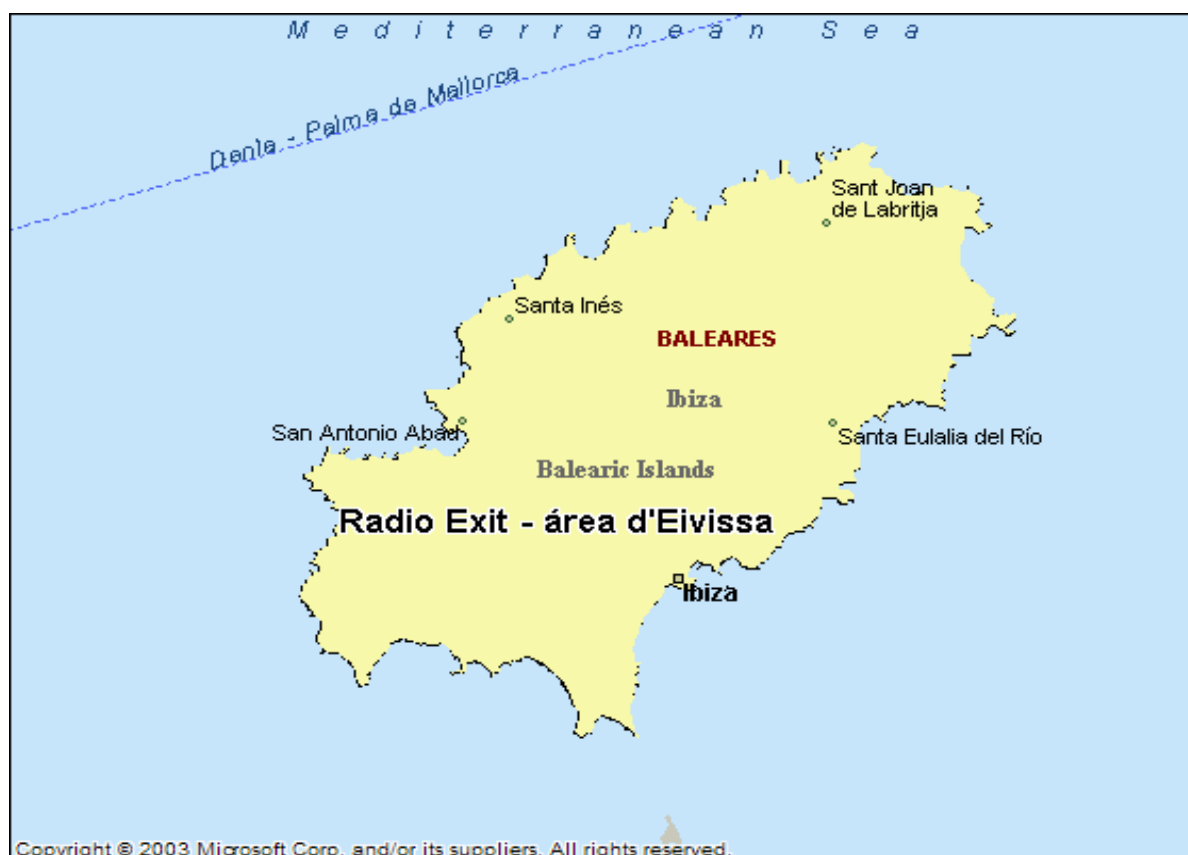 Mediterranean Sea
Denia - Palma de Mallorca
Sant Joan
de Labritja
Santa Inés
BALEARES
Ibiza
San Antonio Abad
Santa Eulalia del Río
Balearic Islands
Radio Exit - área d'Eivissa
Ibiza
Copyright © 2003 Microsoft Corp. and/or its suppliers. All rights reserved.